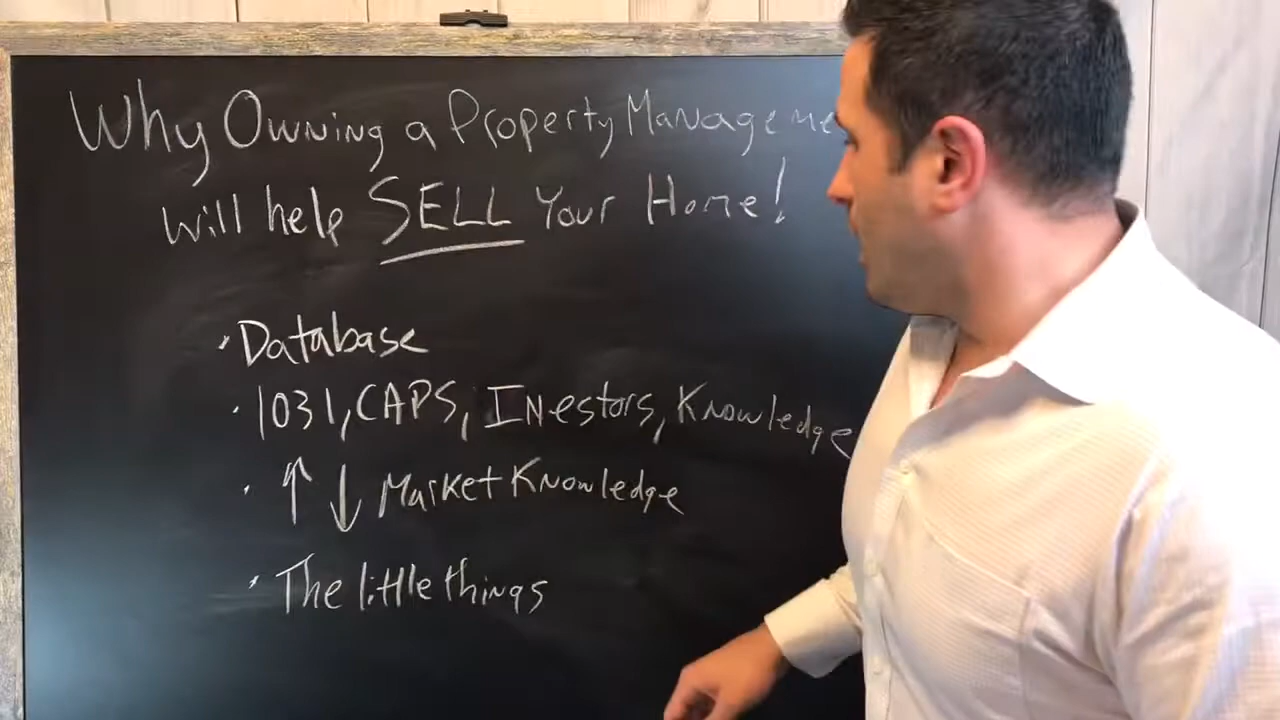 Why Owning a Property Manageme
will help SELL Your Home!
· Database
· 1031, CAPS, INestors, Knowledge
· ↑ ↓ Market Knowledge
· The little things